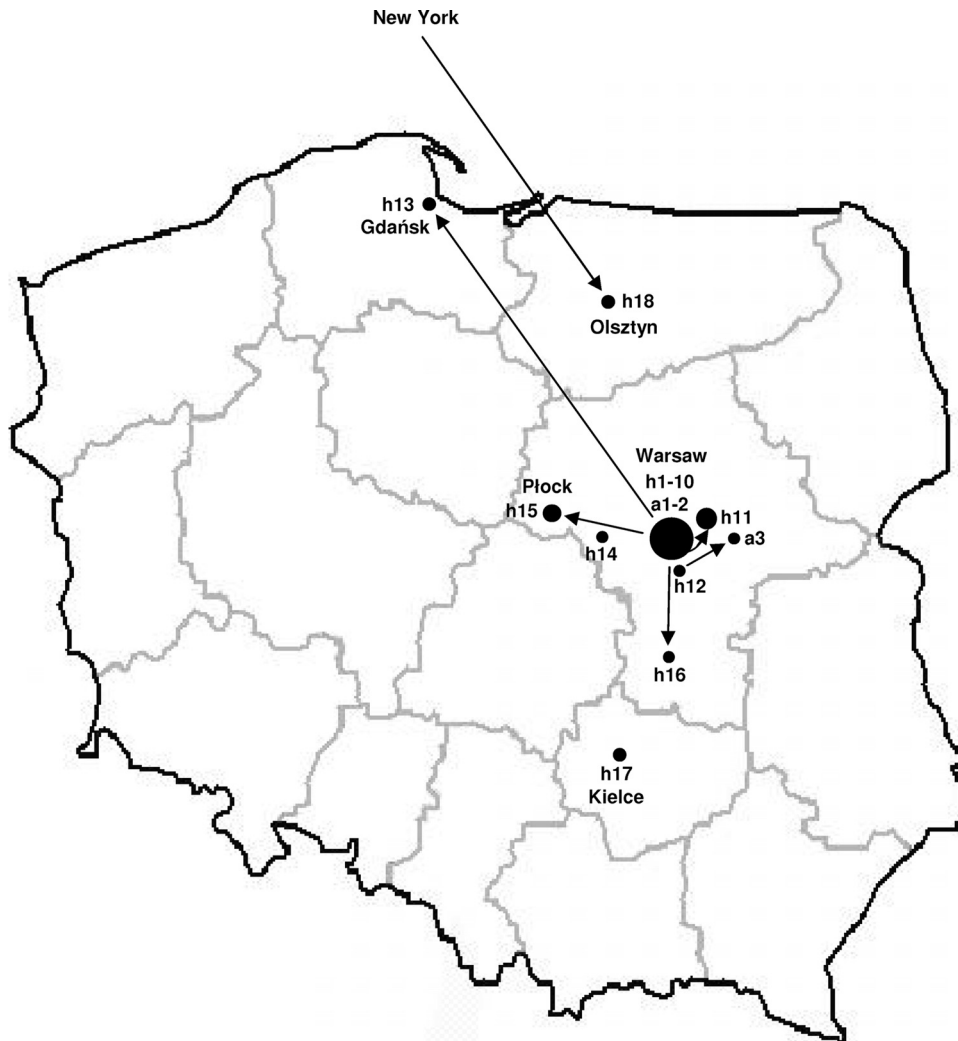 New York
h13
Gdańsk
h18
Olsztyn
Warsaw
h1-10
a1-2
Płock
h15
h11
a3
h14
h12
h16
h17
Kielce